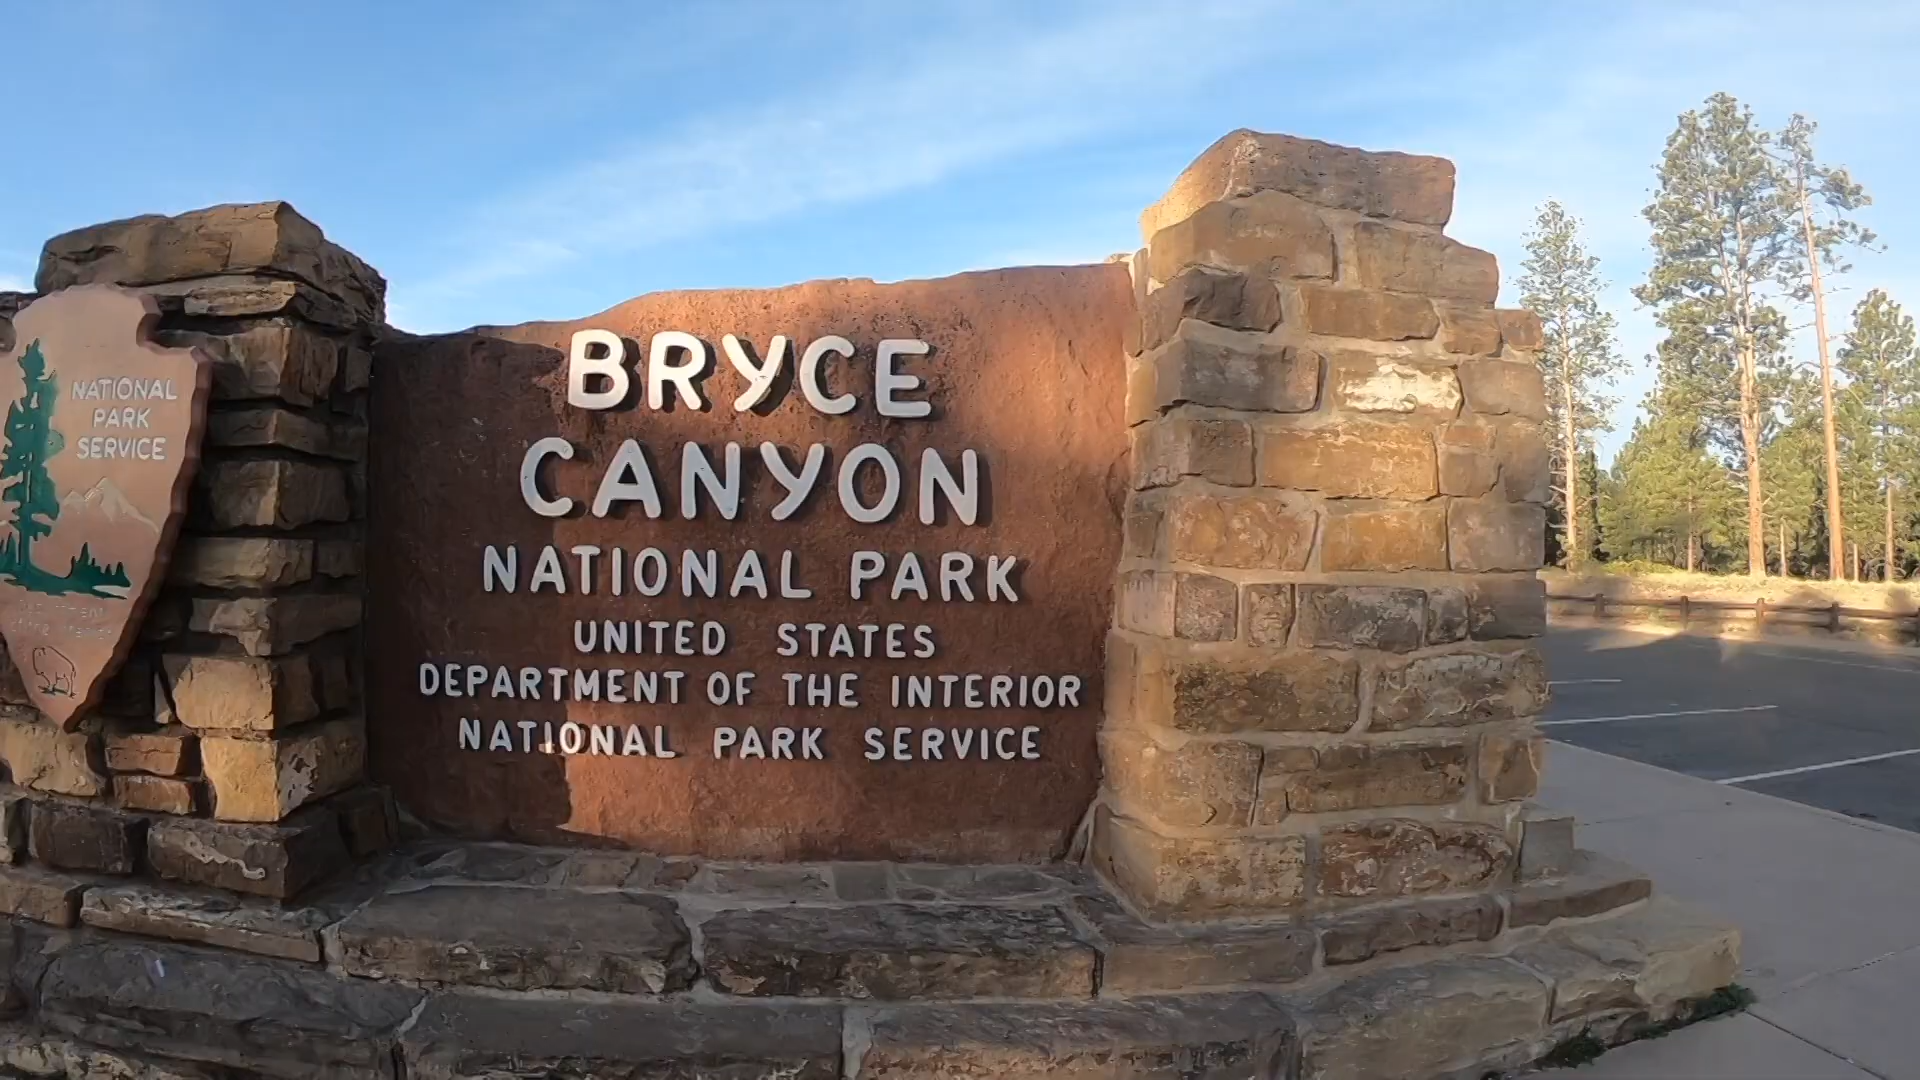 NATIONAL
PARK
SERVICE
BRYCE
CANYON
NATIONAL PARK
UNITED STATES
DEPARTMENT OF THE INTERIOR
NATIONAL PARK SERVICE